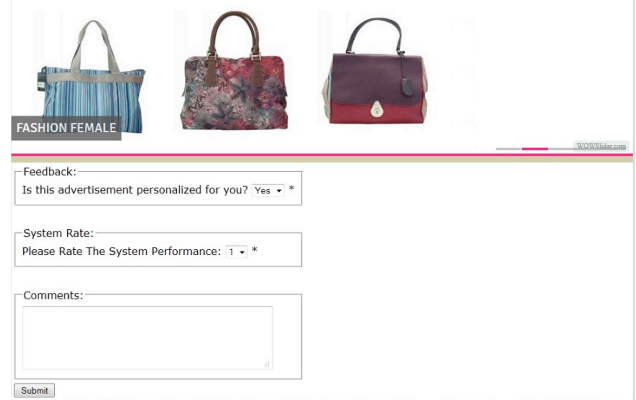 FASHION FEMALE
WOWSlider.com
Feedback:
Is this advertisement personalized for you? Yes *
System Rate:
Please Rate The System Performance: 1 *
Comments:
Submit